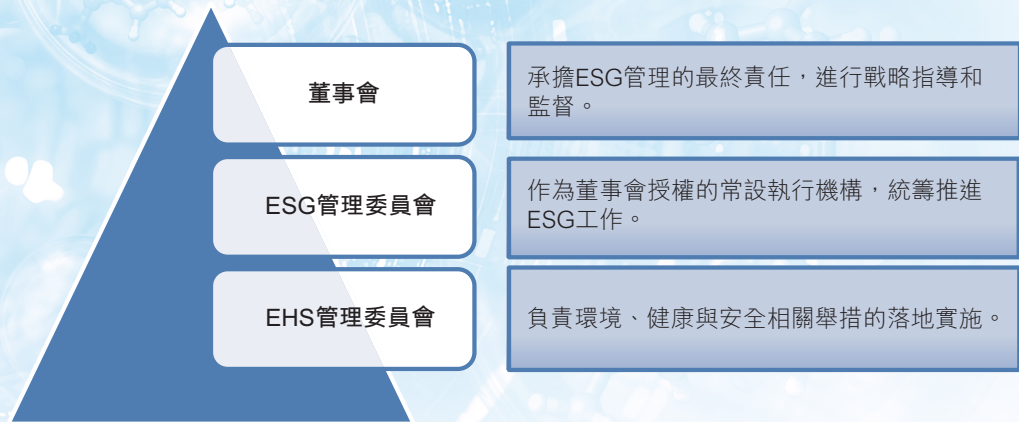 董事會
承擔ESG管理的最終責任，進行戰略指導和
監督。
ESG管理委員會
作為董事會授權的常設執行機構，統籌推進
ESG工作。
EHS管理委員會
負責環境、健康與安全相關舉措的落地實施。